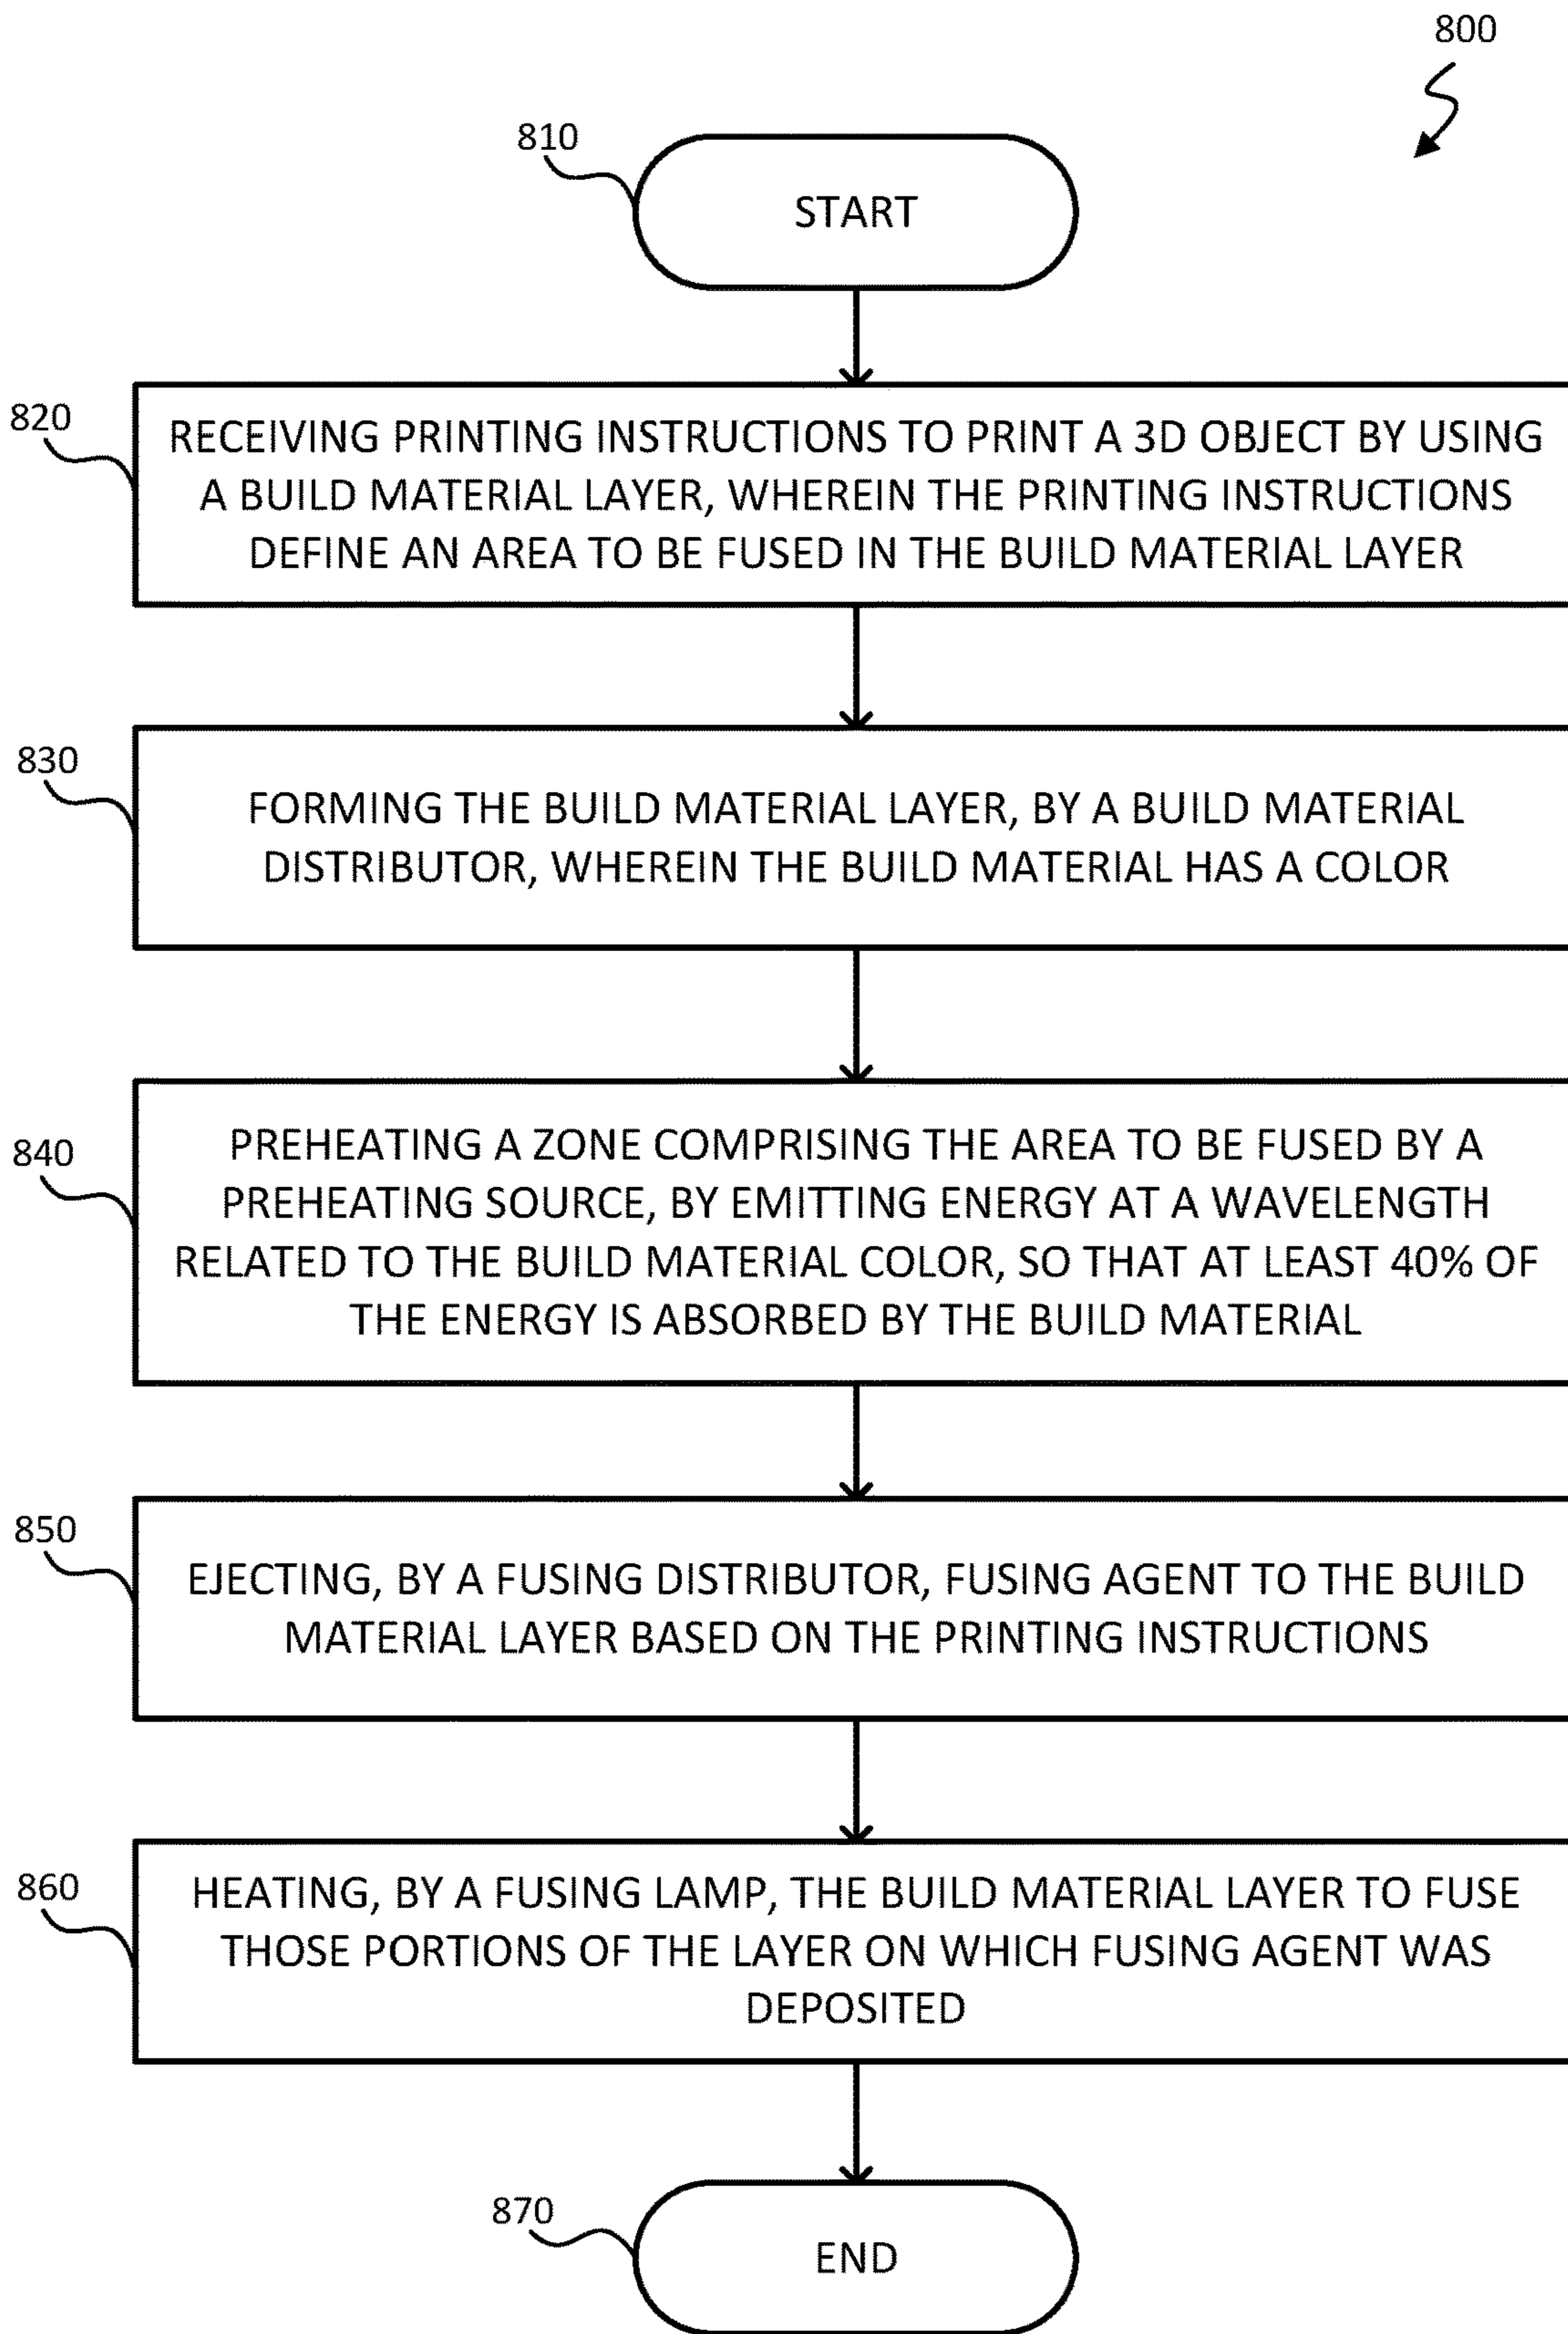 800
810
START
820
RECEIVING PRINTING INSTRUCTIONS TO PRINT A 3D OBJECT BY USING
A BUILD MATERIAL LAYER, WHEREIN THE PRINTING INSTRUCTIONS
DEFINE AN AREA TO BE FUSED IN THE BUILD MATERIAL LAYER
830
FORMING THE BUILD MATERIAL LAYER, BY A BUILD MATERIAL
DISTRIBUTOR, WHEREIN THE BUILD MATERIAL HAS A COLOR
840
PREHEATING A ZONE COMPRISING THE AREA TO BE FUSED BY A
PREHEATING SOURCE, BY EMITTING ENERGY AT A WAVELENGTH
RELATED TO THE BUILD MATERIAL COLOR, SO THAT AT LEAST 40% OF
THE ENERGY IS ABSORBED BY THE BUILD MATERIAL
850
EJECTING, BY A FUSING DISTRIBUTOR, FUSING AGENT TO THE BUILD
MATERIAL LAYER BASED ON THE PRINTING INSTRUCTIONS
860
HEATING, BY A FUSING LAMP, THE BUILD MATERIAL LAYER TO FUSE
THOSE PORTIONS OF THE LAYER ON WHICH FUSING AGENT WAS
DEPOSITED
870
END